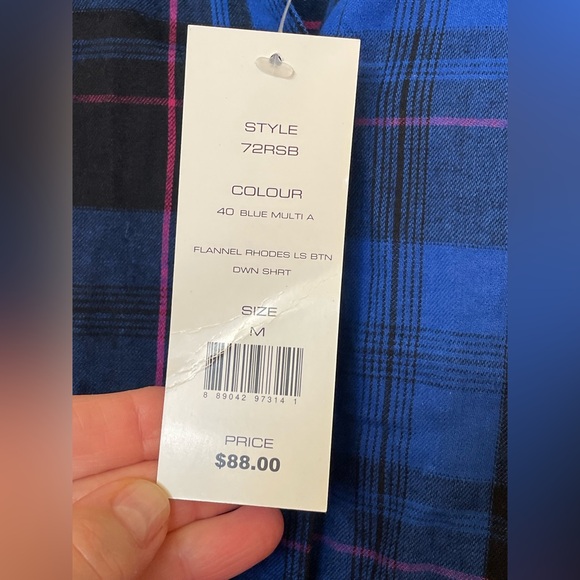 STYLE
72RSB
COLOUR
40 BLUE MULTI A
FLANNEL RHODES LS BTN
DWN SHRT
SIZE
M
8 89042 97314 1
PRICE
$88.00